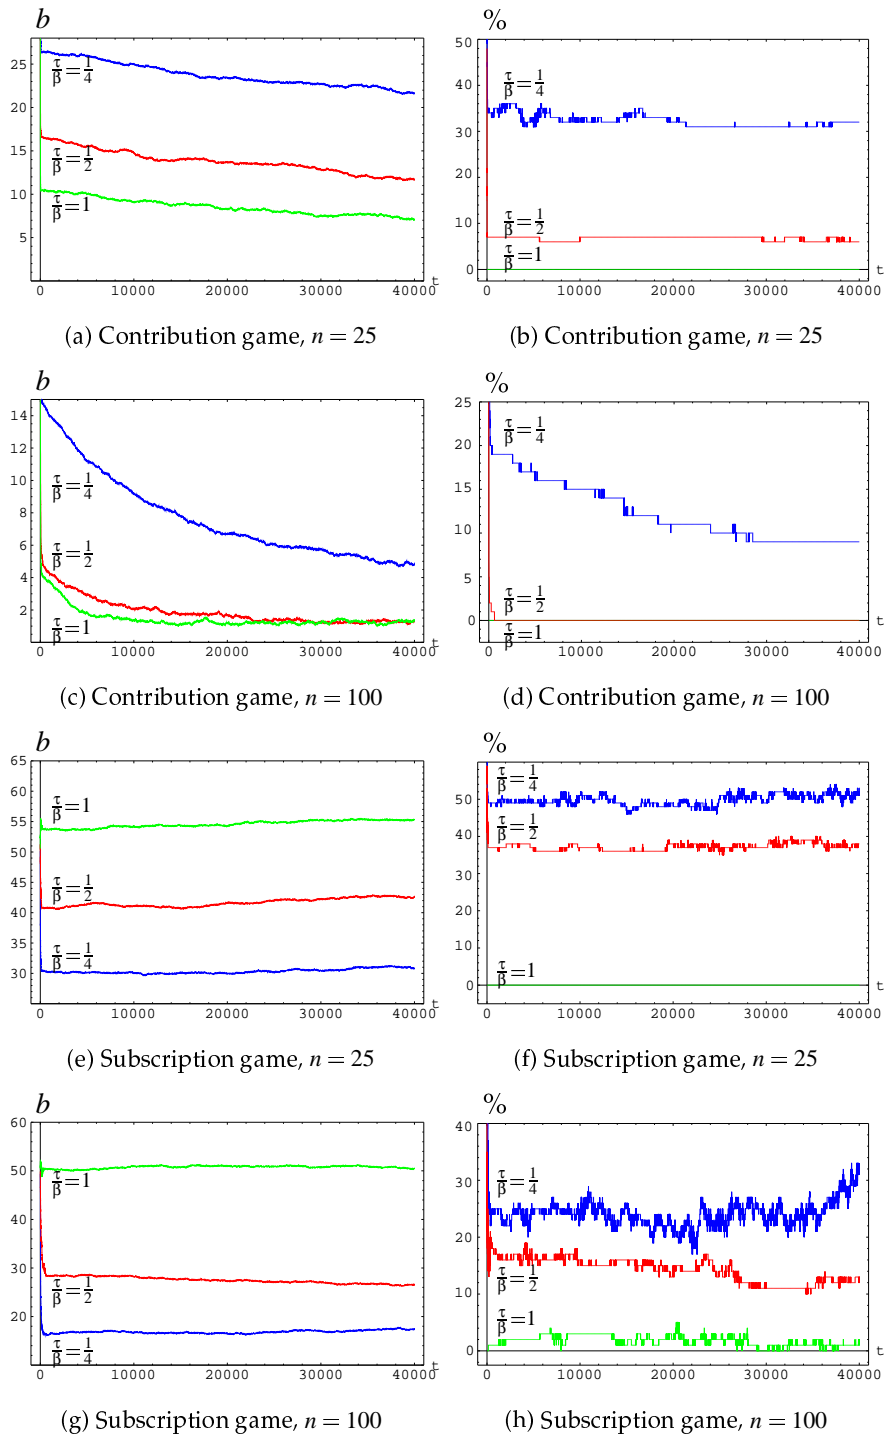 b
25
20
15
10
5
τ/β = 1/4
τ/β = 1/2
τ/β = 1
0 10000 20000 30000 40000 t
(a) Contribution game, n = 25
%
50
40
30
20
10
0
τ/β = 1/4
τ/β = 1/2
τ/β = 1
0 10000 20000 30000 40000 t
(b) Contribution game, n = 25
b
14
12
10
8
6
4
2
τ/β = 1/4
τ/β = 1/2
τ/β = 1
0 10000 20000 30000 40000 t
(c) Contribution game, n = 100
%
25
20
15
10
5
0
τ/β = 1/4
τ/β = 1/2
τ/β = 1
0 10000 20000 30000 40000 t
(d) Contribution game, n = 100
b
65
60
55
50
45
40
35
30
τ/β = 1
τ/β = 1/2
τ/β = 1/4
0 10000 20000 30000 40000 t
(e) Subscription game, n = 25
%
50
40
30
20
10
0
τ/β = 1/4
τ/β = 1/2
τ/β = 1
0 10000 20000 30000 40000 t
(f) Subscription game, n = 25
b
60
50
40
30
20
τ/β = 1
τ/β = 1/2
τ/β = 1/4
0 10000 20000 30000 40000 t
(g) Subscription game, n = 100
%
40
30
20
10
0
τ/β = 1/4
τ/β = 1/2
τ/β = 1
0 10000 20000 30000 40000 t
(h) Subscription game, n = 100